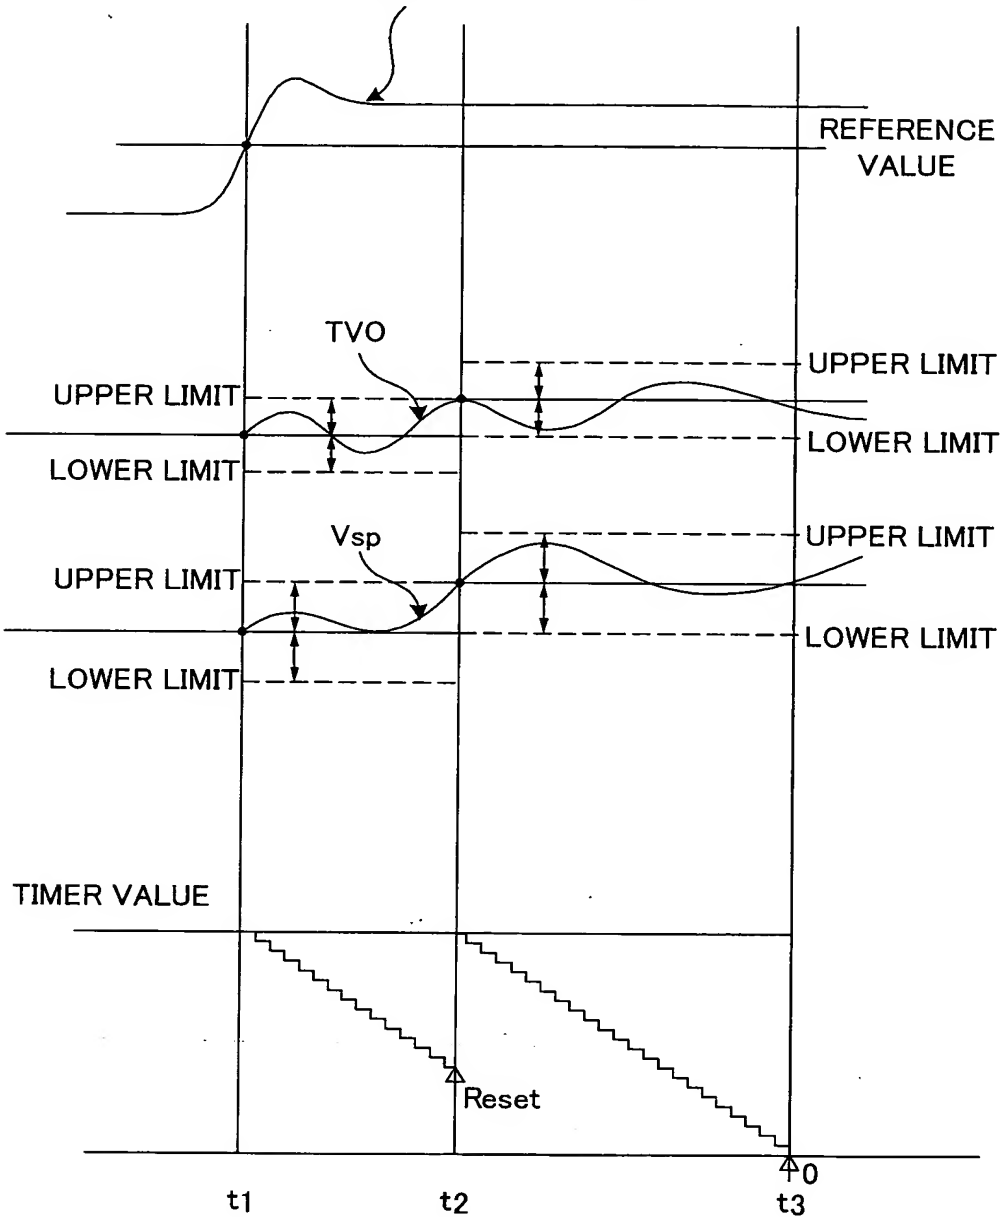 REFERENCE
VALUE
TVO
UPPER LIMIT
UPPER LIMIT
LOWER LIMIT
LOWER LIMIT
Vsp
UPPER LIMIT
UPPER LIMIT
LOWER LIMIT
LOWER LIMIT
TIMER VALUE
Reset
0
t1 t2 t3